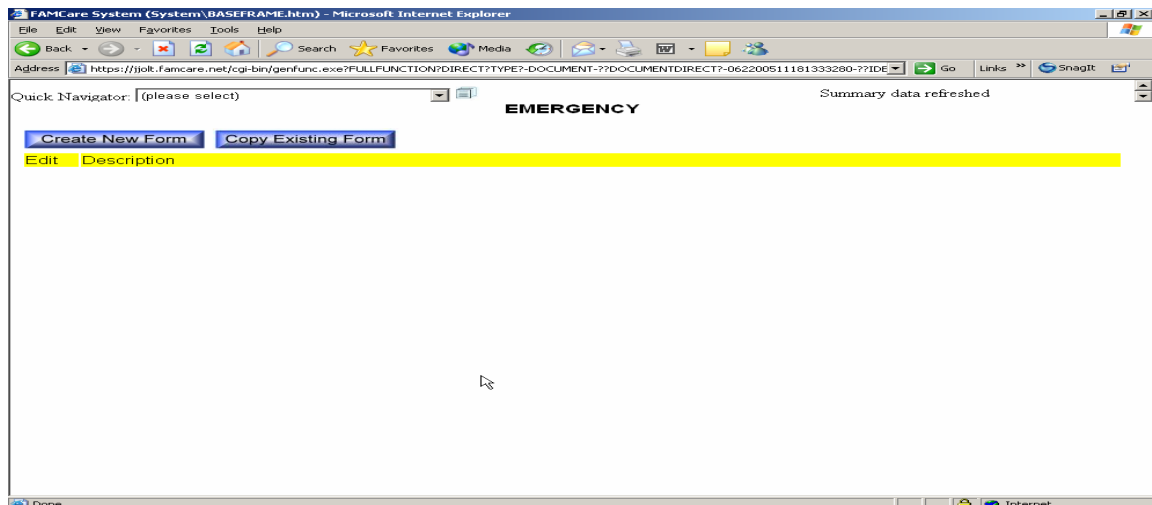 FAMCare System (System\BASEFRAME.htm) - Microsoft Internet Explorer
File Edit View Favorites Tools Help
Back Search Favorites Media
Address https://jjolt.famcare.net/cgi-bin/genfunc.exe?FULLFUNCTION?DIRECT?TYPE?-DOCUMENT-??DOCUMENTDIRECT?-062200511181333280-??IDE Go Links » SnagIt
Quick Navigator: (please select) Summary data refreshed
EMERGENCY
Create New Form Copy Existing Form
Edit Description
Done Internet